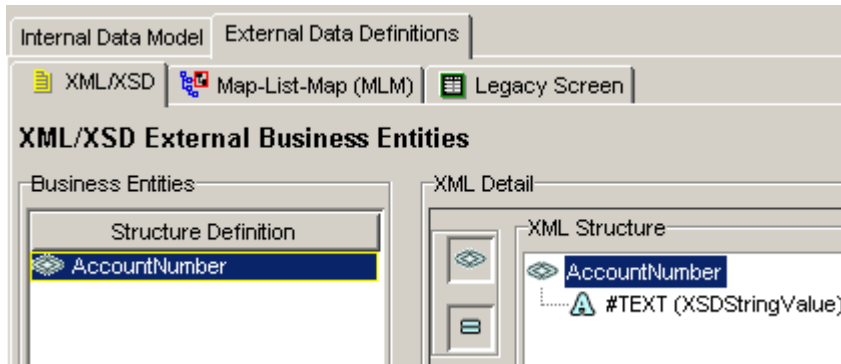 Internal Data Model External Data Definitions
XML/XSD Map-List-Map (MLM) Legacy Screen
XML/XSD External Business Entities
Business Entities
XML Detail
Structure Definition
AccountNumber
XML Structure
AccountNumber
#TEXT (XSDStringValue)